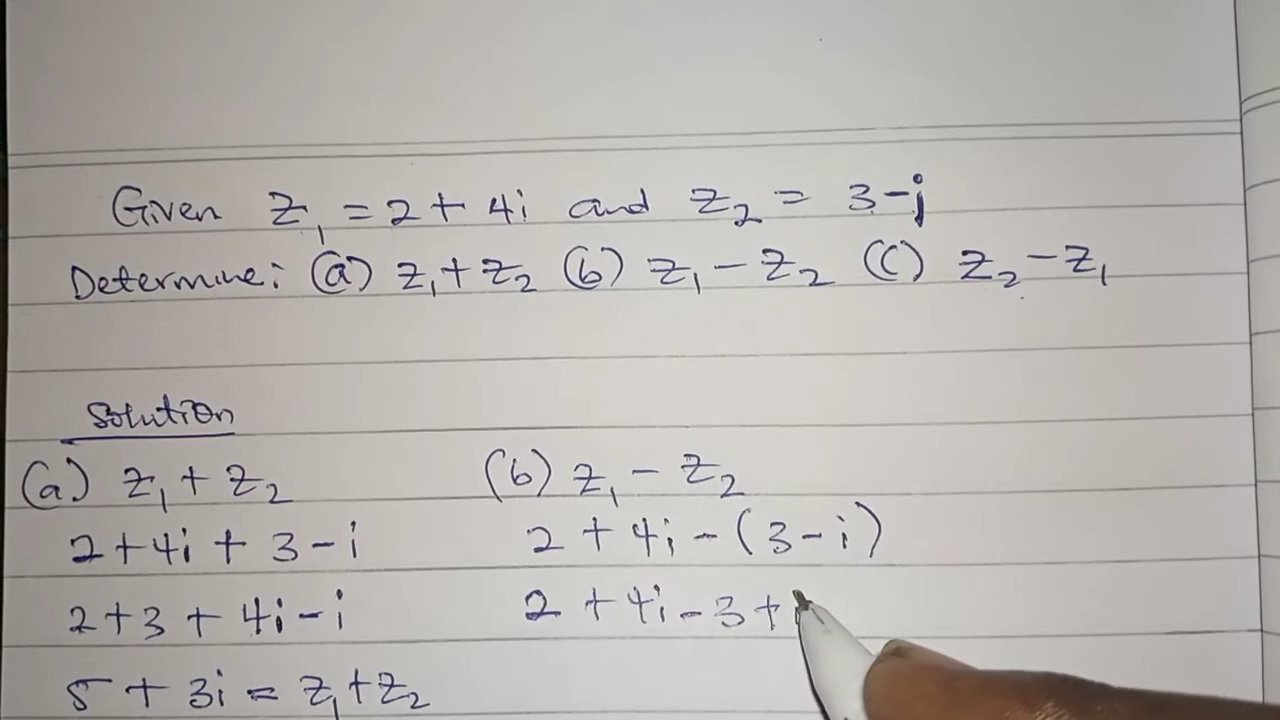 Given z₁ = 2 + 4i and z₂ = 3 - i
Determine: (a) z₁ + z₂ (b) z₁ - z₂ (c) z₂ - z₁
Solution
(a) z₁ + z₂
2 + 4i + 3 - i
2 + 3 + 4i - i
5 + 3i = z₁ + z₂
(b) z₁ - z₂
2 + 4i - (3 - i)
2 + 4i - 3 + i